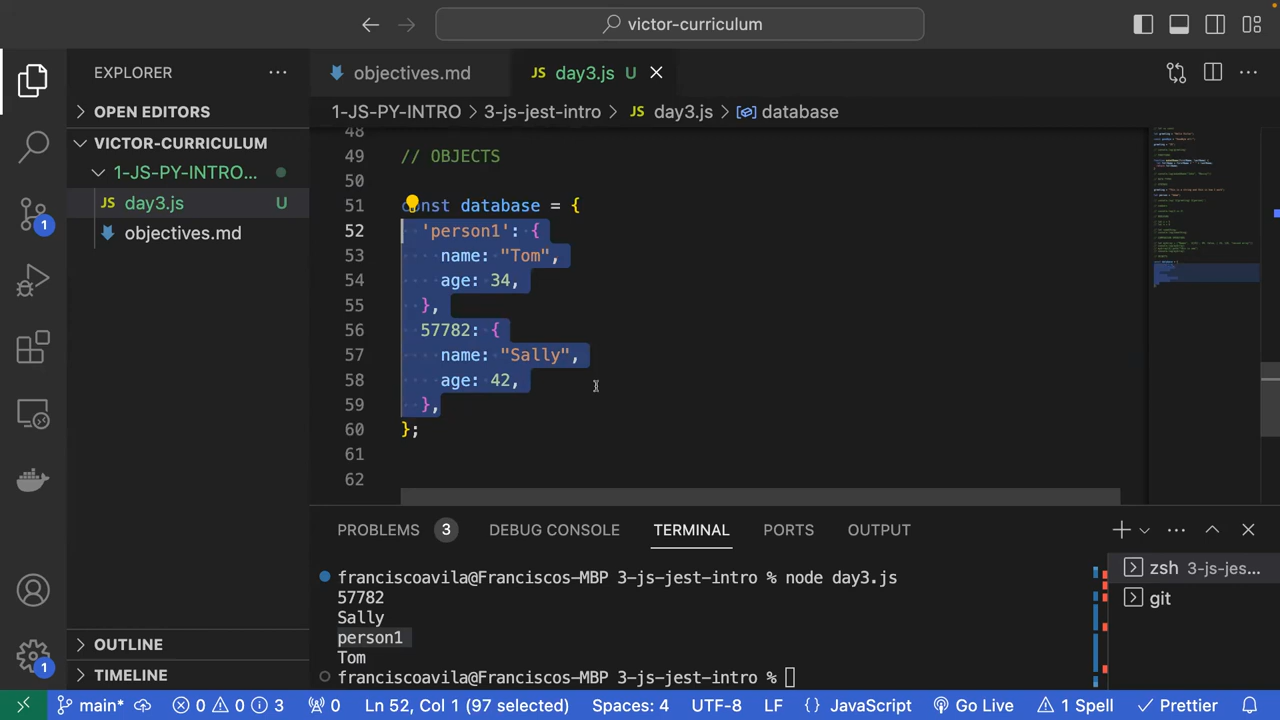 victor-curriculum
EXPLORER
objectives.md
JS day3.js U
OPEN EDITORS
1-JS-PY-INTRO > 3-js-jest-intro > JS day3.js > database
VICTOR-CURRICULUM
1-JS-PY-INTRO...
JS day3.js U
objectives.md
48
49 // OBJECTS
50
51 const database = {
52 'person1': {
53 name: "Tom",
54 age: 34,
55 },
56 57782: {
57 name: "Sally",
58 age: 42,
59 },
60 };
61
62
PROBLEMS 3 DEBUG CONSOLE TERMINAL PORTS OUTPUT
franciscoavila@Franciscos-MBP 3-js-jest-intro % node day3.js
57782
Sally
person1
Tom
franciscoavila@Franciscos-MBP 3-js-jest-intro %
zsh 3-js-jes...
git
1
1
OUTLINE
TIMELINE
main* 0 0 3 0 Ln 52, Col 1 (97 selected) Spaces: 4 UTF-8 LF {} JavaScript Go Live 1 Spell Prettier